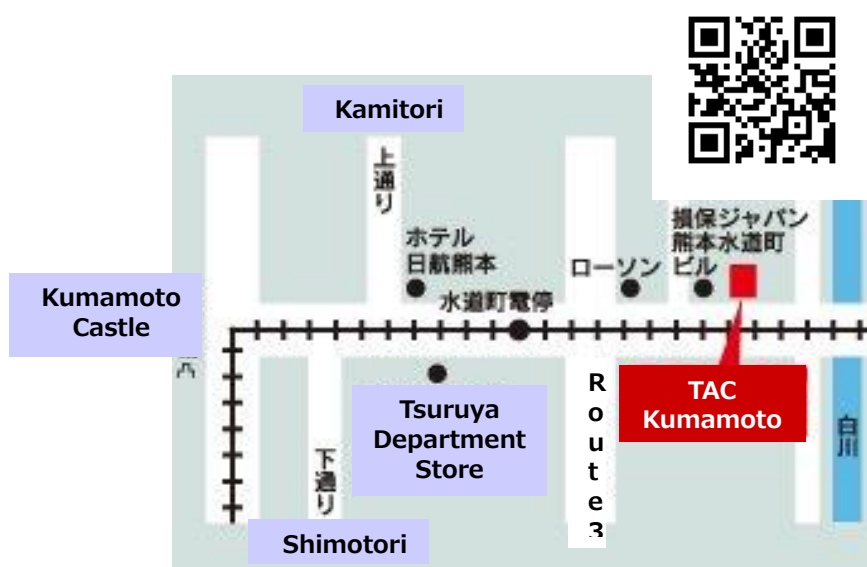 Kamitori
上通り
ホテル
日航熊本
水道町電停
ローソン
損保ジャパン
熊本水道町
ビル
Kumamoto
Castle
TAC
Kumamoto
Tsuruya
Department
Store
Route3
白川
下通り
Shimotori